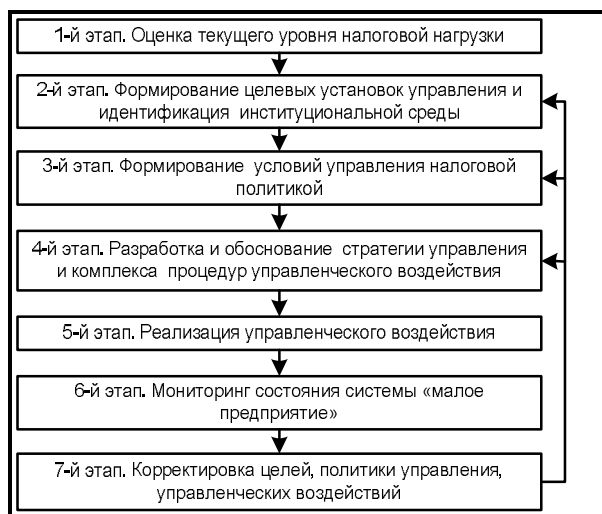 1-й этап. Оценка текущего уровня налоговой нагрузки
2-й этап. Формирование целевых установок управления и
идентификация институциональной среды
3-й этап. Формирование условий управления налоговой
политикой
4-й этап. Разработка и обоснование стратегии управления
и комплекса процедур управленческого воздействия
5-й этап. Реализация управленческого воздействия
6-й этап. Мониторинг состояния системы «малое
предприятие»
7-й этап. Корректировка целей, политики управления,
управленческих воздействий